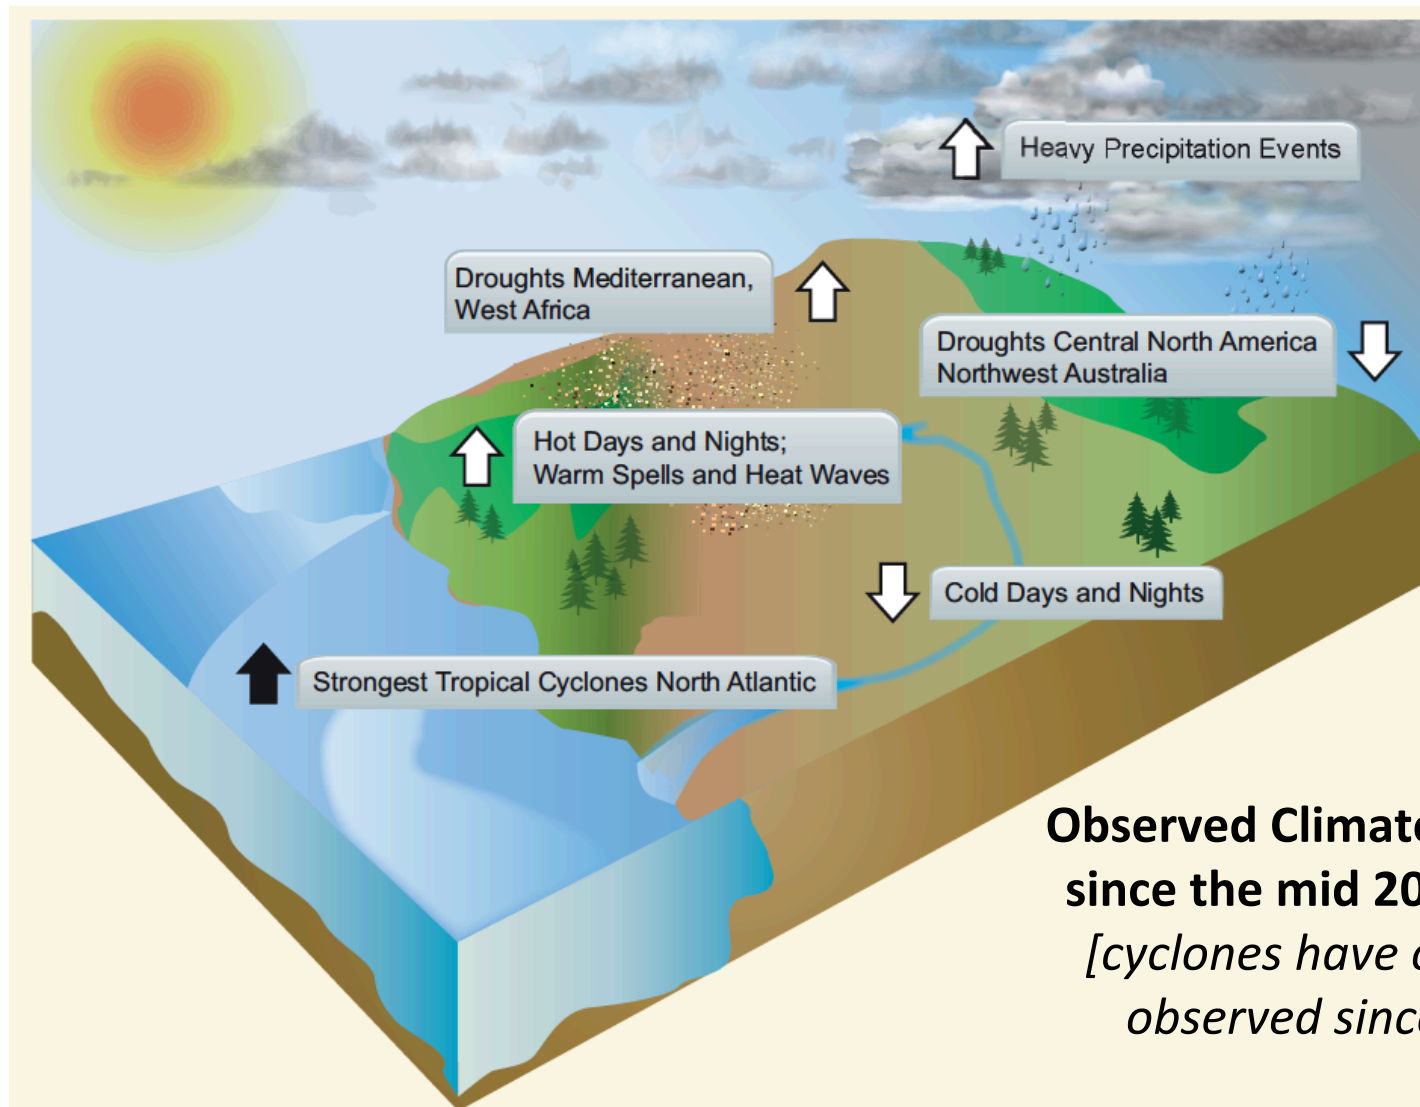 Heavy Precipitation Events
Droughts Mediterranean,
West Africa
Droughts Central North America
Northwest Australia
Hot Days and Nights;
Warm Spells and Heat Waves
Cold Days and Nights
Strongest Tropical Cyclones North Atlantic
Observed Climate
since the mid 20
[cyclones have
observed since